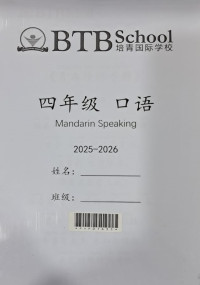 BTB School
培青国际学校
四年级 口语
Mandarin Speaking
2025-2026
姓名：
班级：